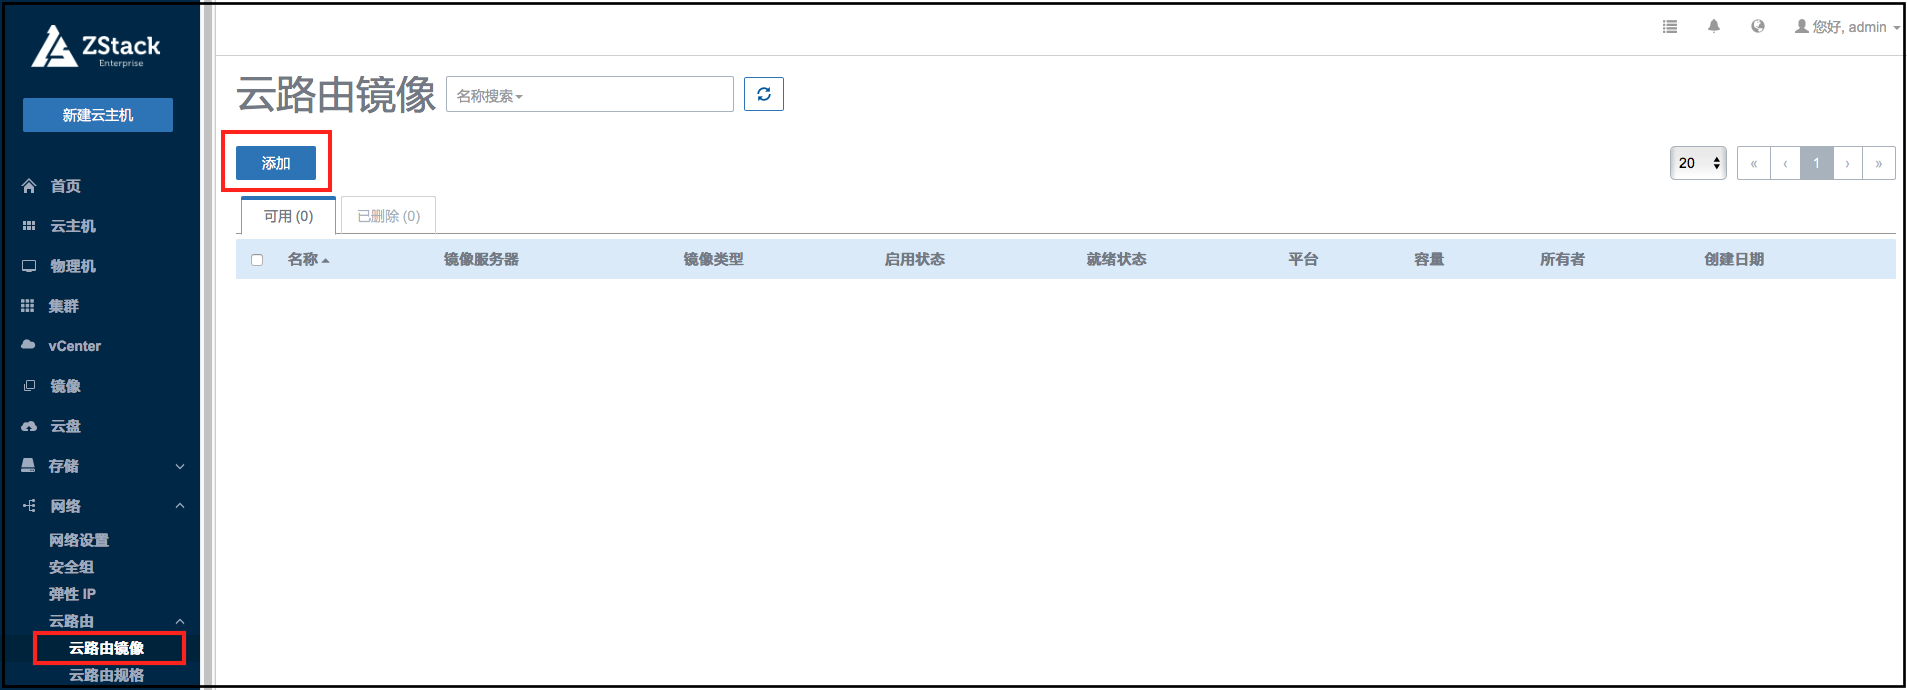 ZStack
Enterprise
新建云主机
首页
云主机
物理机
集群
vCenter
镜像
云盘
存储
网络
网络设置
安全组
弹性 IP
云路由
云路由镜像
云路由规格
您好, admin
云路由镜像
名称搜索
添加
20
« ‹ 1 › »
可用 (0) 已删除 (0)
名称 镜像服务器 镜像类型 启用状态 就绪状态 平台 容量 所有者 创建日期